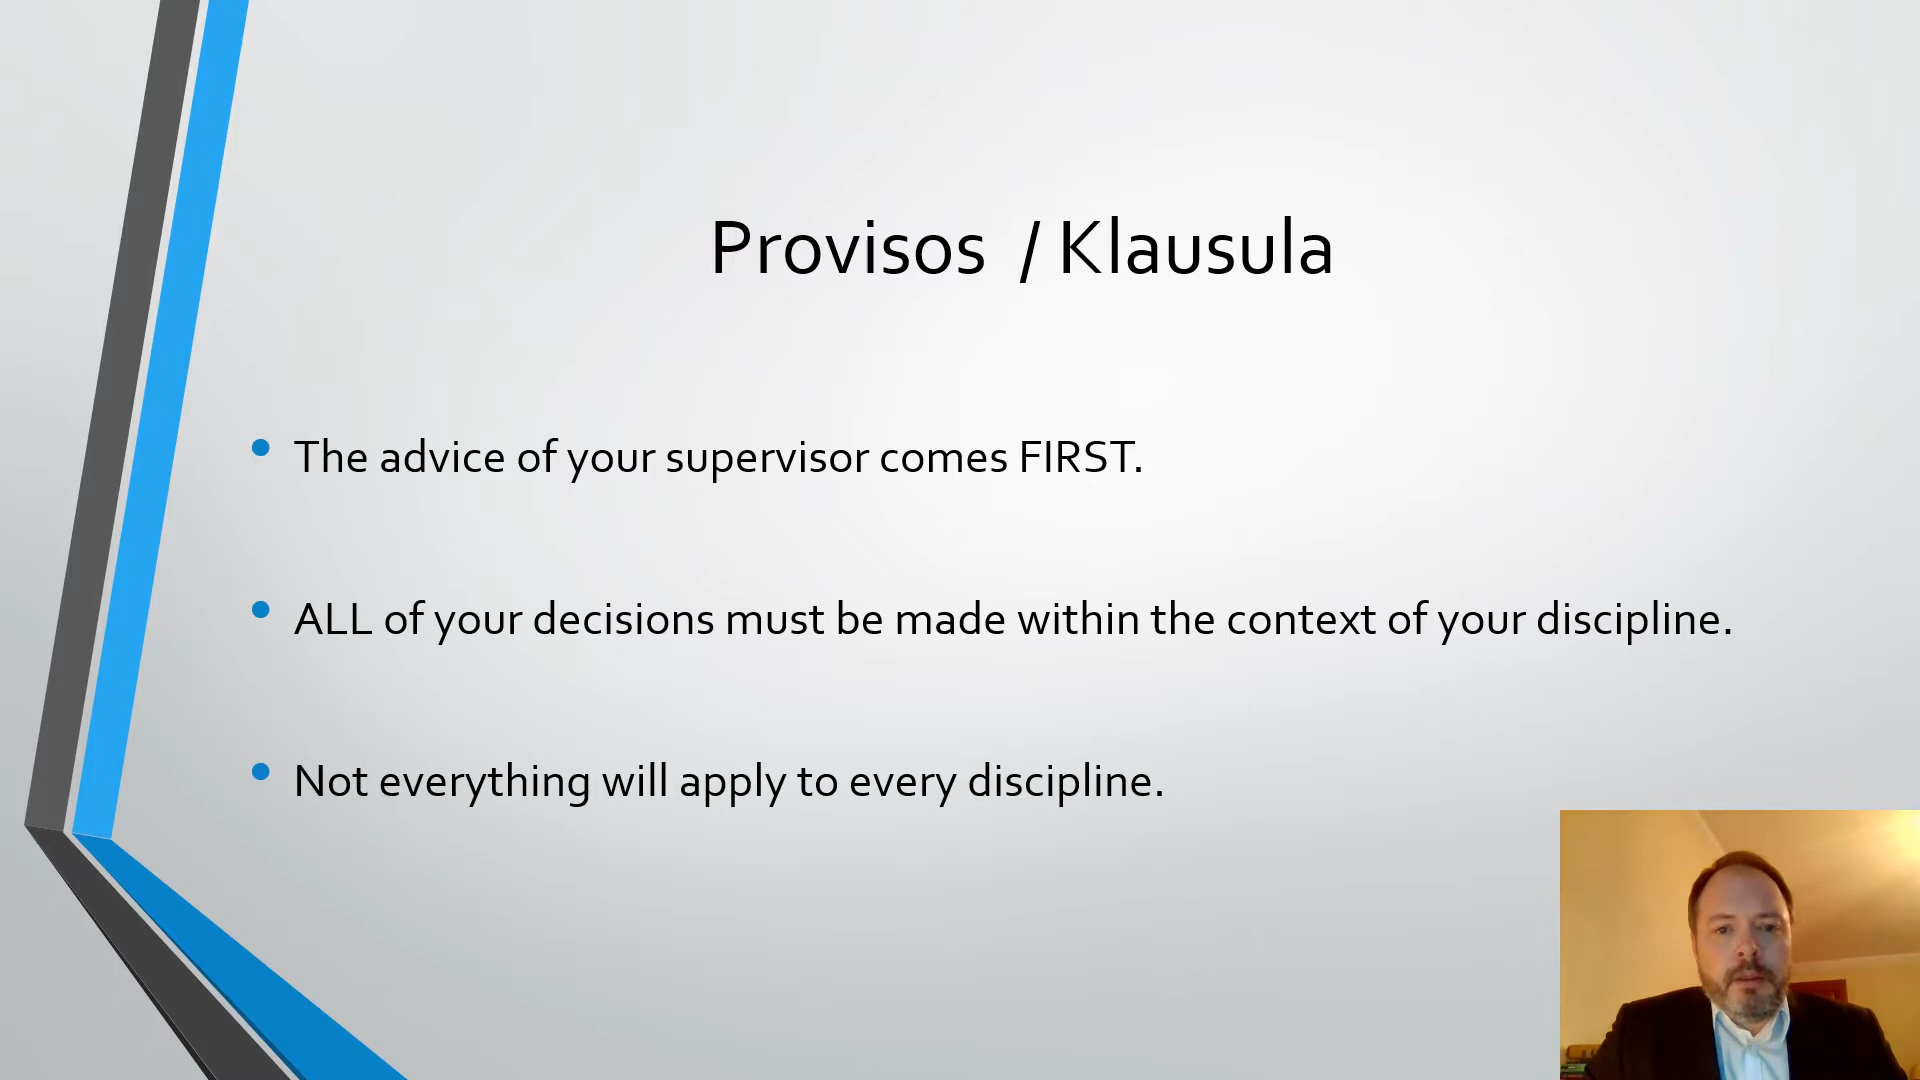 Provisos / Klausula
The advice of your supervisor comes FIRST.
ALL of your decisions must be made within the context of your discipline.
Not everything will apply to every discipline.